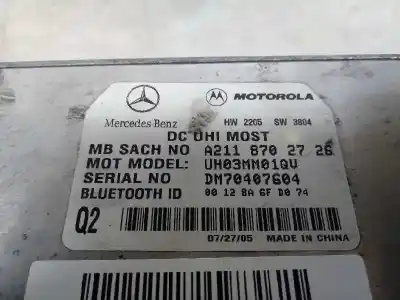 Mercedes-Benz
MOTOROLA
HW 2205 SW 3804
DC UHI MOST
MB SACH NO A211 870 27 26
MOT MODEL: UH03MM01QV
SERIAL NO DM70407604
BLUETOOTH ID 00 12 8A 6F D0 74
Q2
07/27/05 MADE IN CHINA